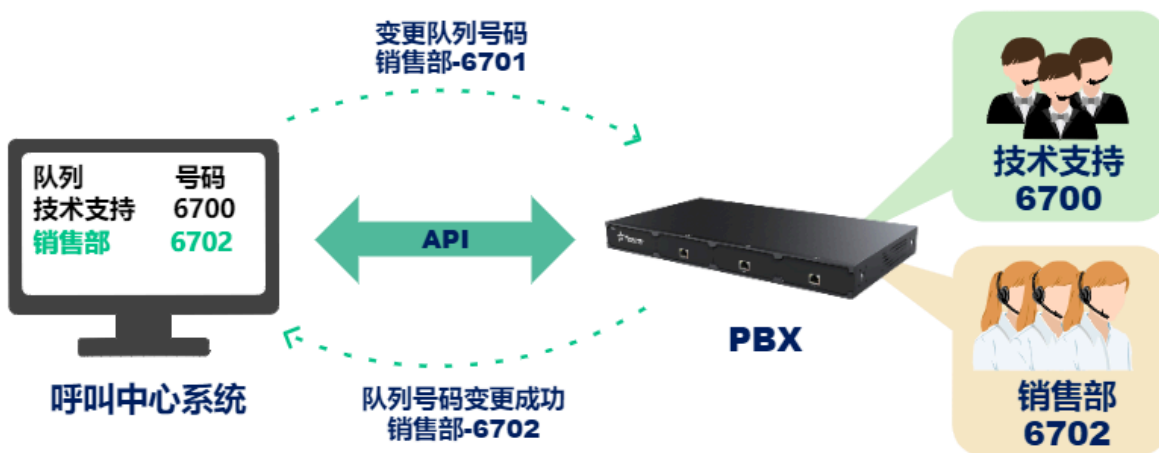 变更队列号码
销售部-6701
队列 号码
技术支持 6700
销售部 6702
API
技术支持
6700
PBX
销售部
6702
呼叫中心系统
队列号码变更成功
销售部-6702